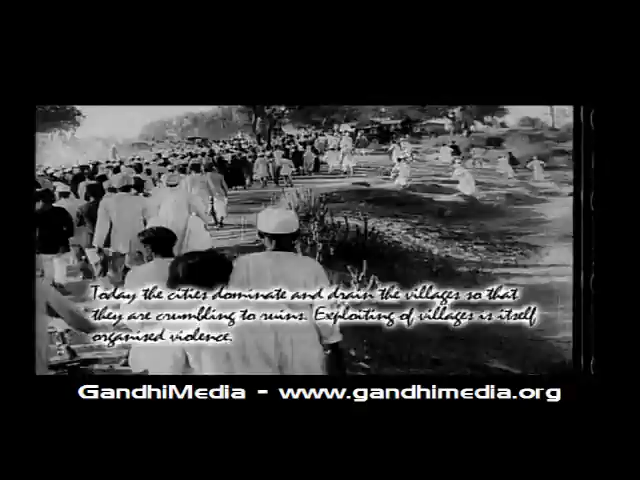 Today the cities dominate and drain the villages so that
they are crumbling to ruins. Exploiting of villages is itself
organised violence.
GandhiMedia - www.gandhimedia.org